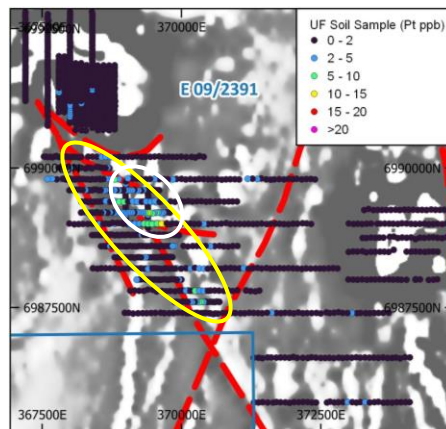 370000E
UF Soil Sample (Pt ppb)
0 - 2
2-5
5 - 10
10 - 15
15 - 20
>20
E 09/2391
6990000N
6987500N
6987500N
367500E
370000E
372500E